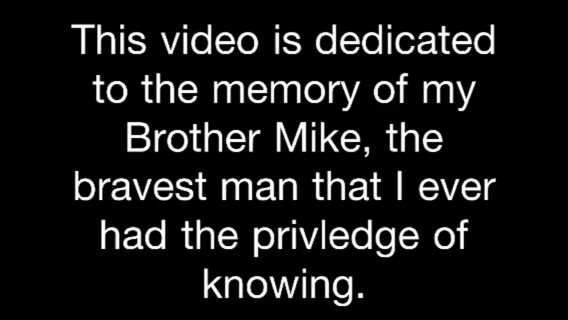 This video is dedicated
to the memory of my
Brother Mike, the
bravest man that I ever
had the privledge of
knowing.